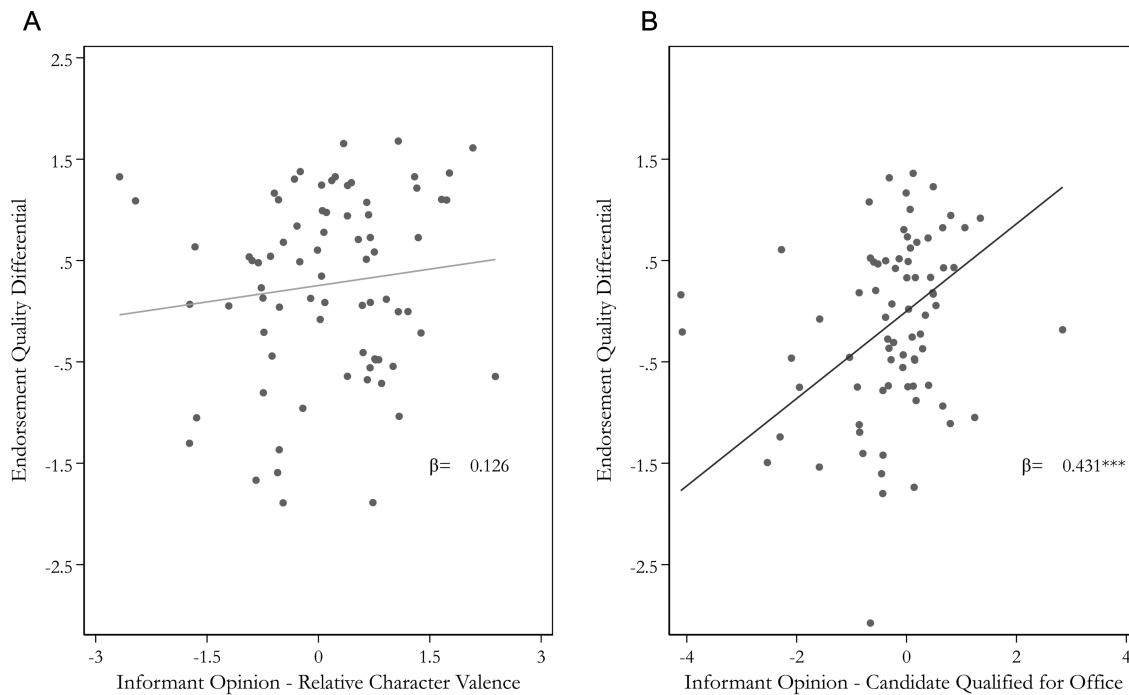 A
Endorsement Quality Differential
2.5
1.5
.5
-.5
-1.5
-2.5
β= 0.126
-3 -1.5 0 1.5 3
Informant Opinion - Relative Character Valence
B
Endorsement Quality Differential
2.5
1.5
.5
-.5
-1.5
-2.5
β= 0.431***
-4 -2 0 2 4
Informant Opinion - Candidate Qualified for Office